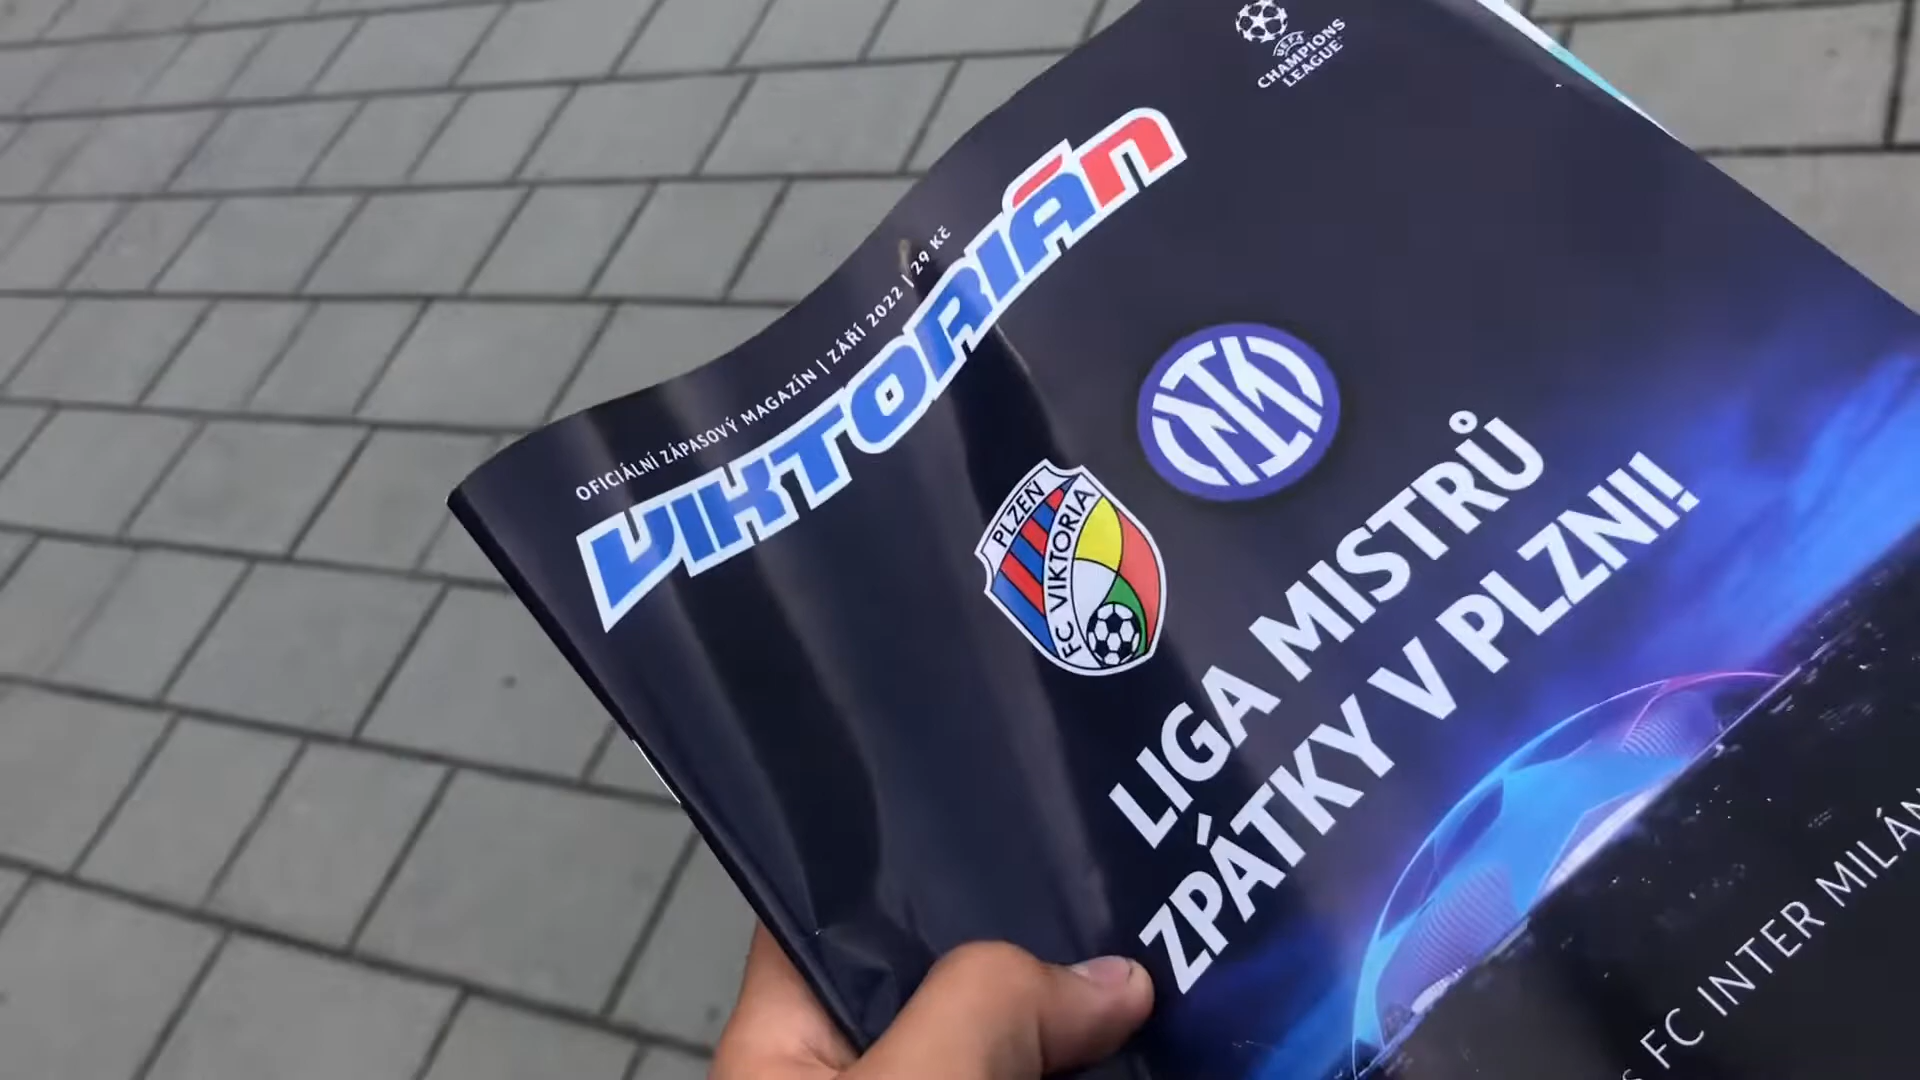 UEFA
CHAMPIONS
LEAGUE
OFICIÁLNÍ ZÁPASOVÝ MAGAZÍN | ZÁŘÍ 2022 | 29 Kč
VIKTORIÁn
PLZEŇ
FC VIKTORIA
LIGA MISTRŮ
ZPÁTKY V PLZNI!
FC INTER MILÁN